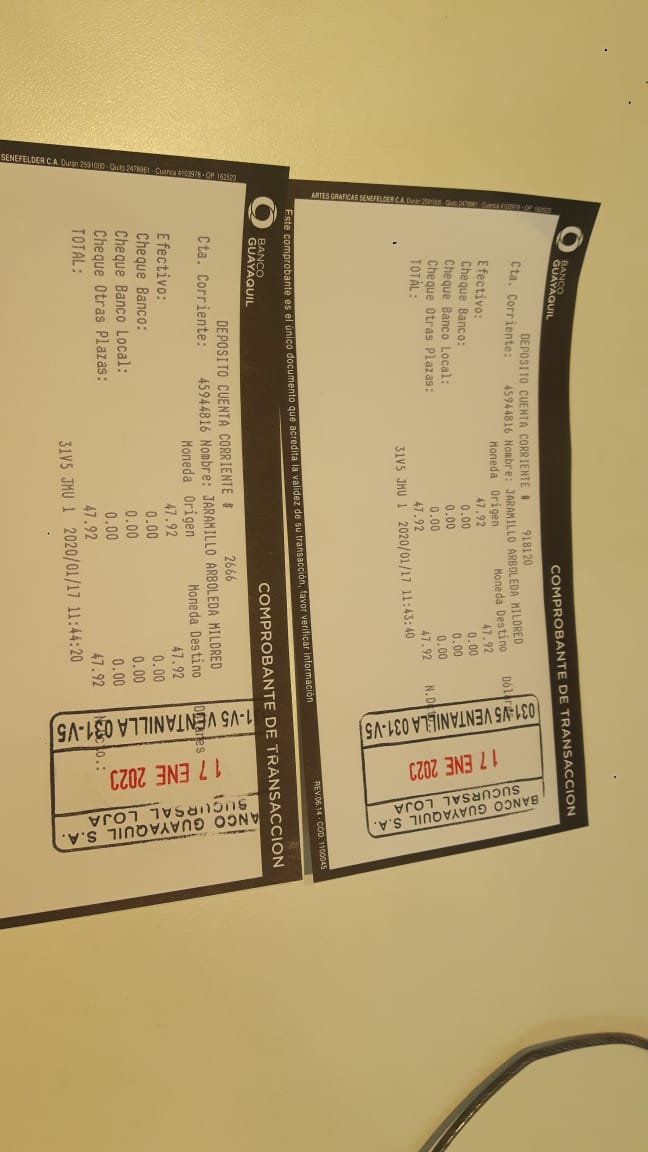 BANCO
GUAYAQUIL
COMPROBANTE DE TRANSACCION
DEPOSITO CUENTA CORRIENTE # 918120
Cta. Corriente: 45944816 Nombre: JARAMILLO ARBOLEDA MILDRED
Moneda Origen Moneda Destino Dólares
Efectivo: 47.92 47.92
Cheque Banco: 0.00 0.00
Cheque Banco Local: 0.00 0.00
Cheque Otras Plazas: 0.00 0.00
TOTAL: 47.92 47.92
31V5 JMU 1 2020/01/17 11:43:40
031-V5 VENTANILLA 031-V5
17 ENE 2020
BANCO GUAYAQUIL S.A.
SUCURSAL LOJA
Este comprobante es el único documento que acredita la validez de su transacción, favor verificar información
REV.06.14 - COD. 1100045
BANCO
GUAYAQUIL
COMPROBANTE DE TRANSACCION
DEPOSITO CUENTA CORRIENTE # 2666
Cta. Corriente: 45944816 Nombre: JARAMILLO ARBOLEDA MILDRED
Moneda Origen Moneda Destino
Efectivo: 47.92 47.92
Cheque Banco: 0.00 0.00
Cheque Banco Local: 0.00 0.00
Cheque Otras Plazas: 0.00 0.00
TOTAL: 47.92 47.92
31V5 JMU 1 2020/01/17 11:44:20
31-V5 VENTANILLA 031-V5
17 ENE 2020
ANCO GUAYAQUIL S.A.
SUCURSAL LOJA